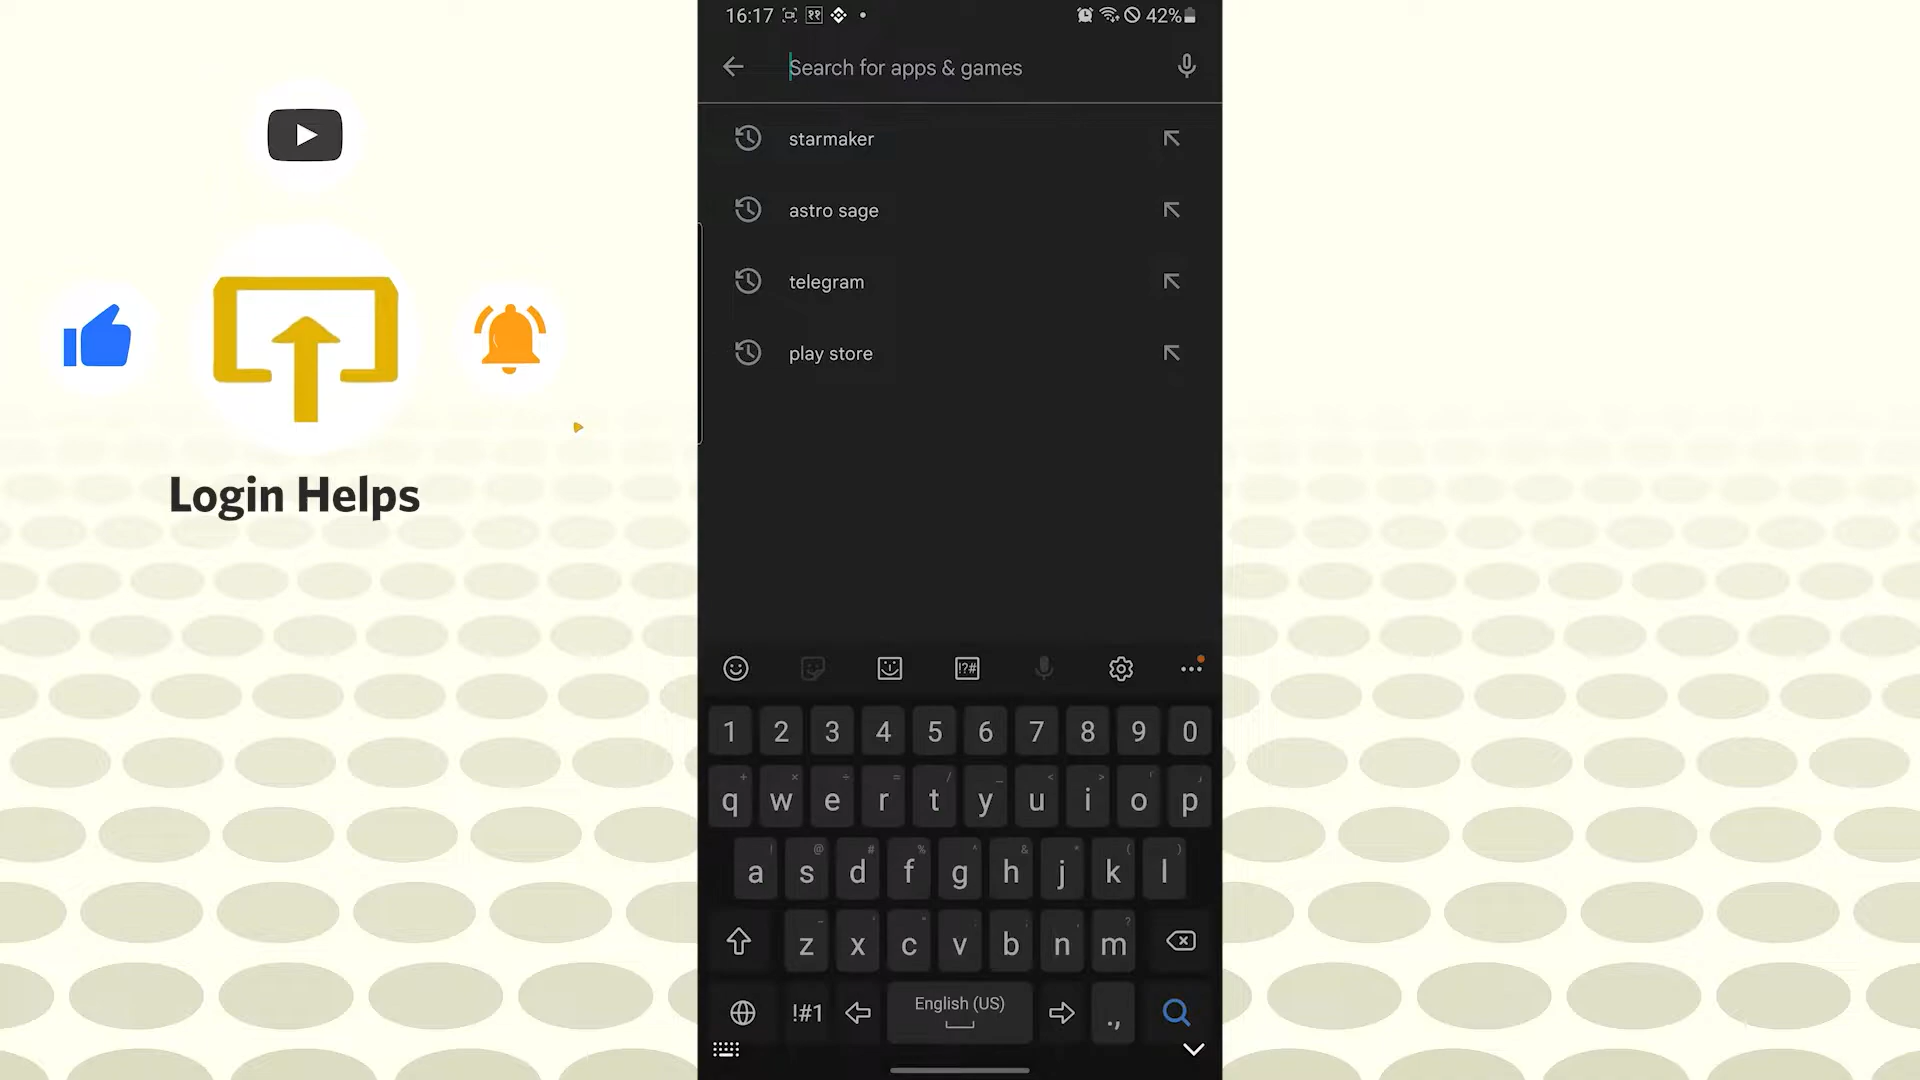 16:17 42%
Search for apps & games
starmaker
astro sage
telegram
play store
Login Helps
!?#
1 2 3 4 5 6 7 8 9 0
q w e r t y u i o p
a s d f g h j k l
z x c v b n m
!#1 English (US) .,